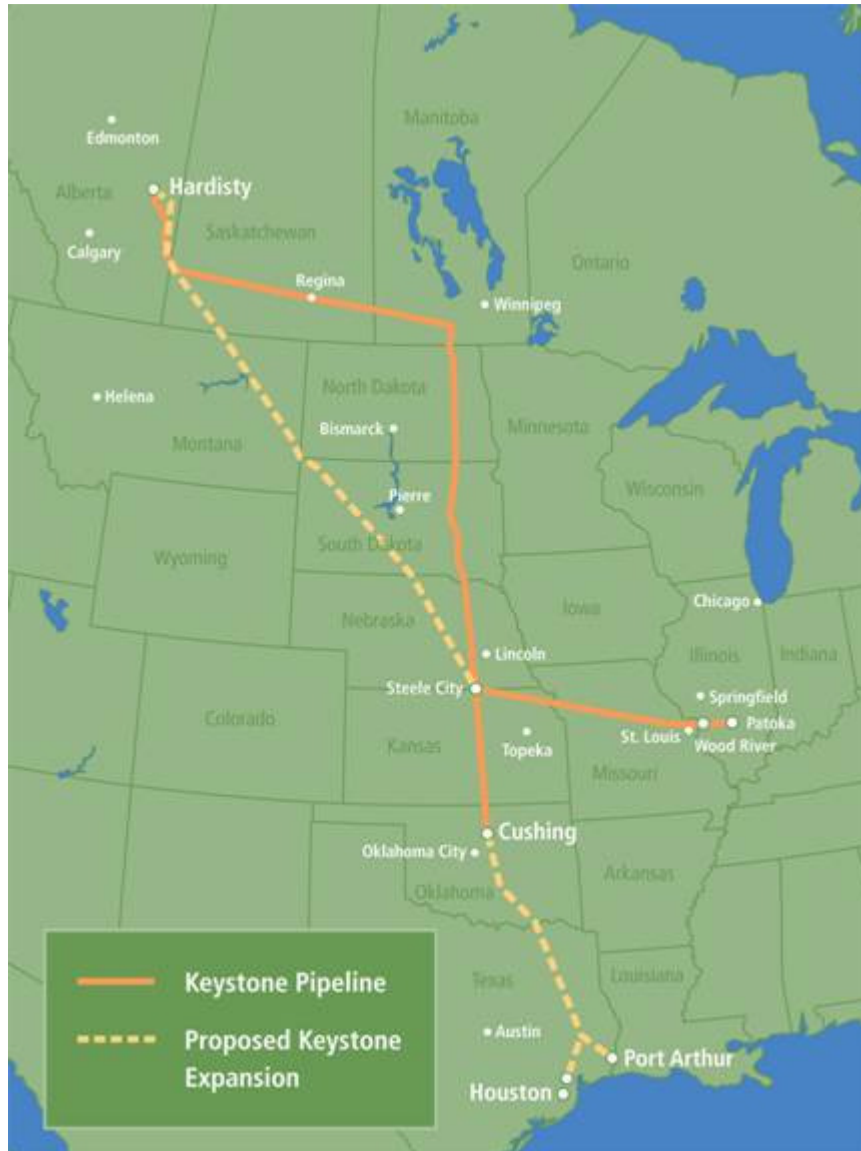 Edmonton
Manitoba
Hardisty
Alberta
Saskatchewan
Calgary
Ontario
Regina
Winnipeg
Helena
North Dakota
Bismarck
Minnesota
Montana
Pierre
Wisconsin
South Dakota
Wyoming
Chicago
Iowa
Nebraska
Lincoln
Illinois
Indiana
Steele City
Springfield
Colorado
Patoka
St. Louis
Wood River
Kansas
Topeka
Missouri
Cushing
Oklahoma City
Arkansas
Oklahoma
Louisiana
Texas
Keystone Pipeline
Austin
Proposed Keystone
Expansion
Port Arthur
Houston